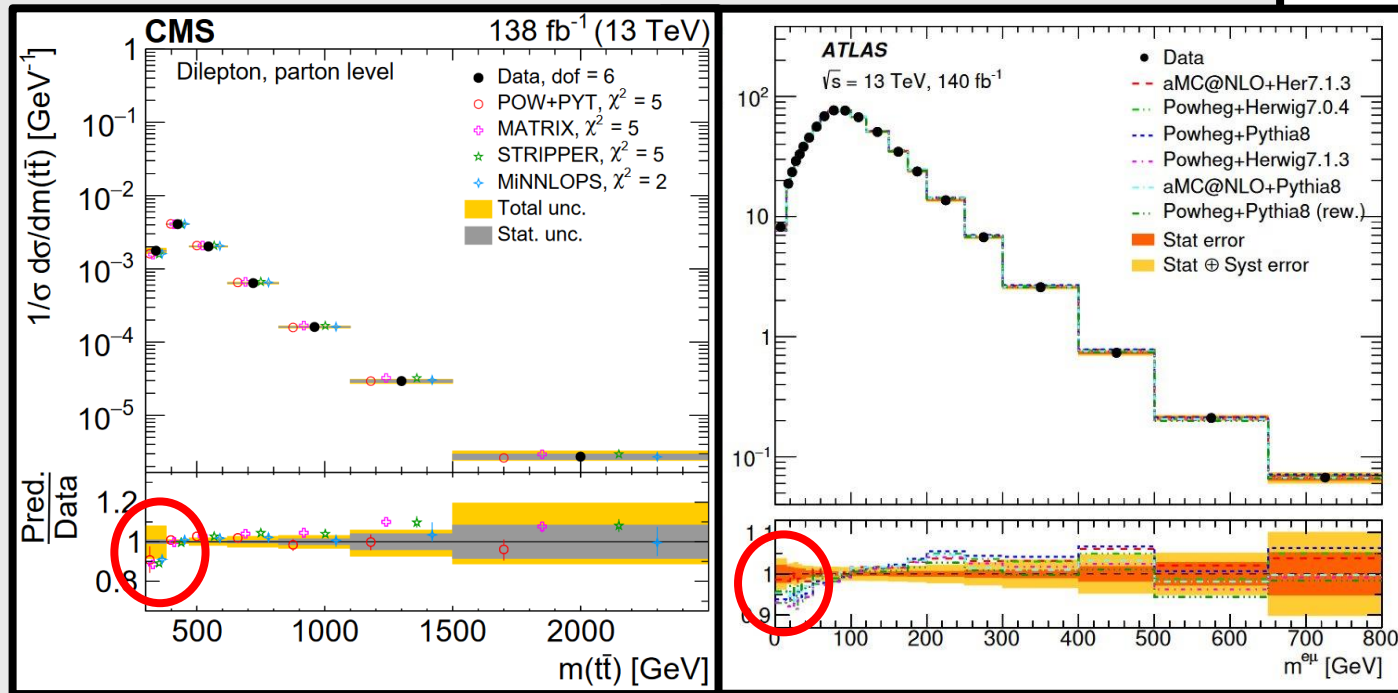 CMS 138 fb⁻¹ (13 TeV)
Dilepton, parton level
Data, dof = 6
POW+PYT, χ² = 5
MATRIX, χ² = 5
STRIPPER, χ² = 5
MiNNLOPS, χ² = 2
Total unc.
Stat. unc.
1/σ dσ/dm(tt̄) [GeV⁻¹]
1
10⁻¹
10⁻²
10⁻³
10⁻⁴
10⁻⁵
Pred.
Data
1.2
1
0.8
500 1000 1500 2000
m(tt̄) [GeV]
ATLAS
√s = 13 TeV, 140 fb⁻¹
Data
aMC@NLO+Her7.1.3
Powheg+Herwig7.0.4
Powheg+Pythia8
Powheg+Herwig7.1.3
aMC@NLO+Pythia8
Powheg+Pythia8 (rew.)
Stat error
Stat ⊕ Syst error
10²
10
1
10⁻¹
1.1
1
0.9
0 100 200 300 400 500 600 700 800
m^eμ [GeV]